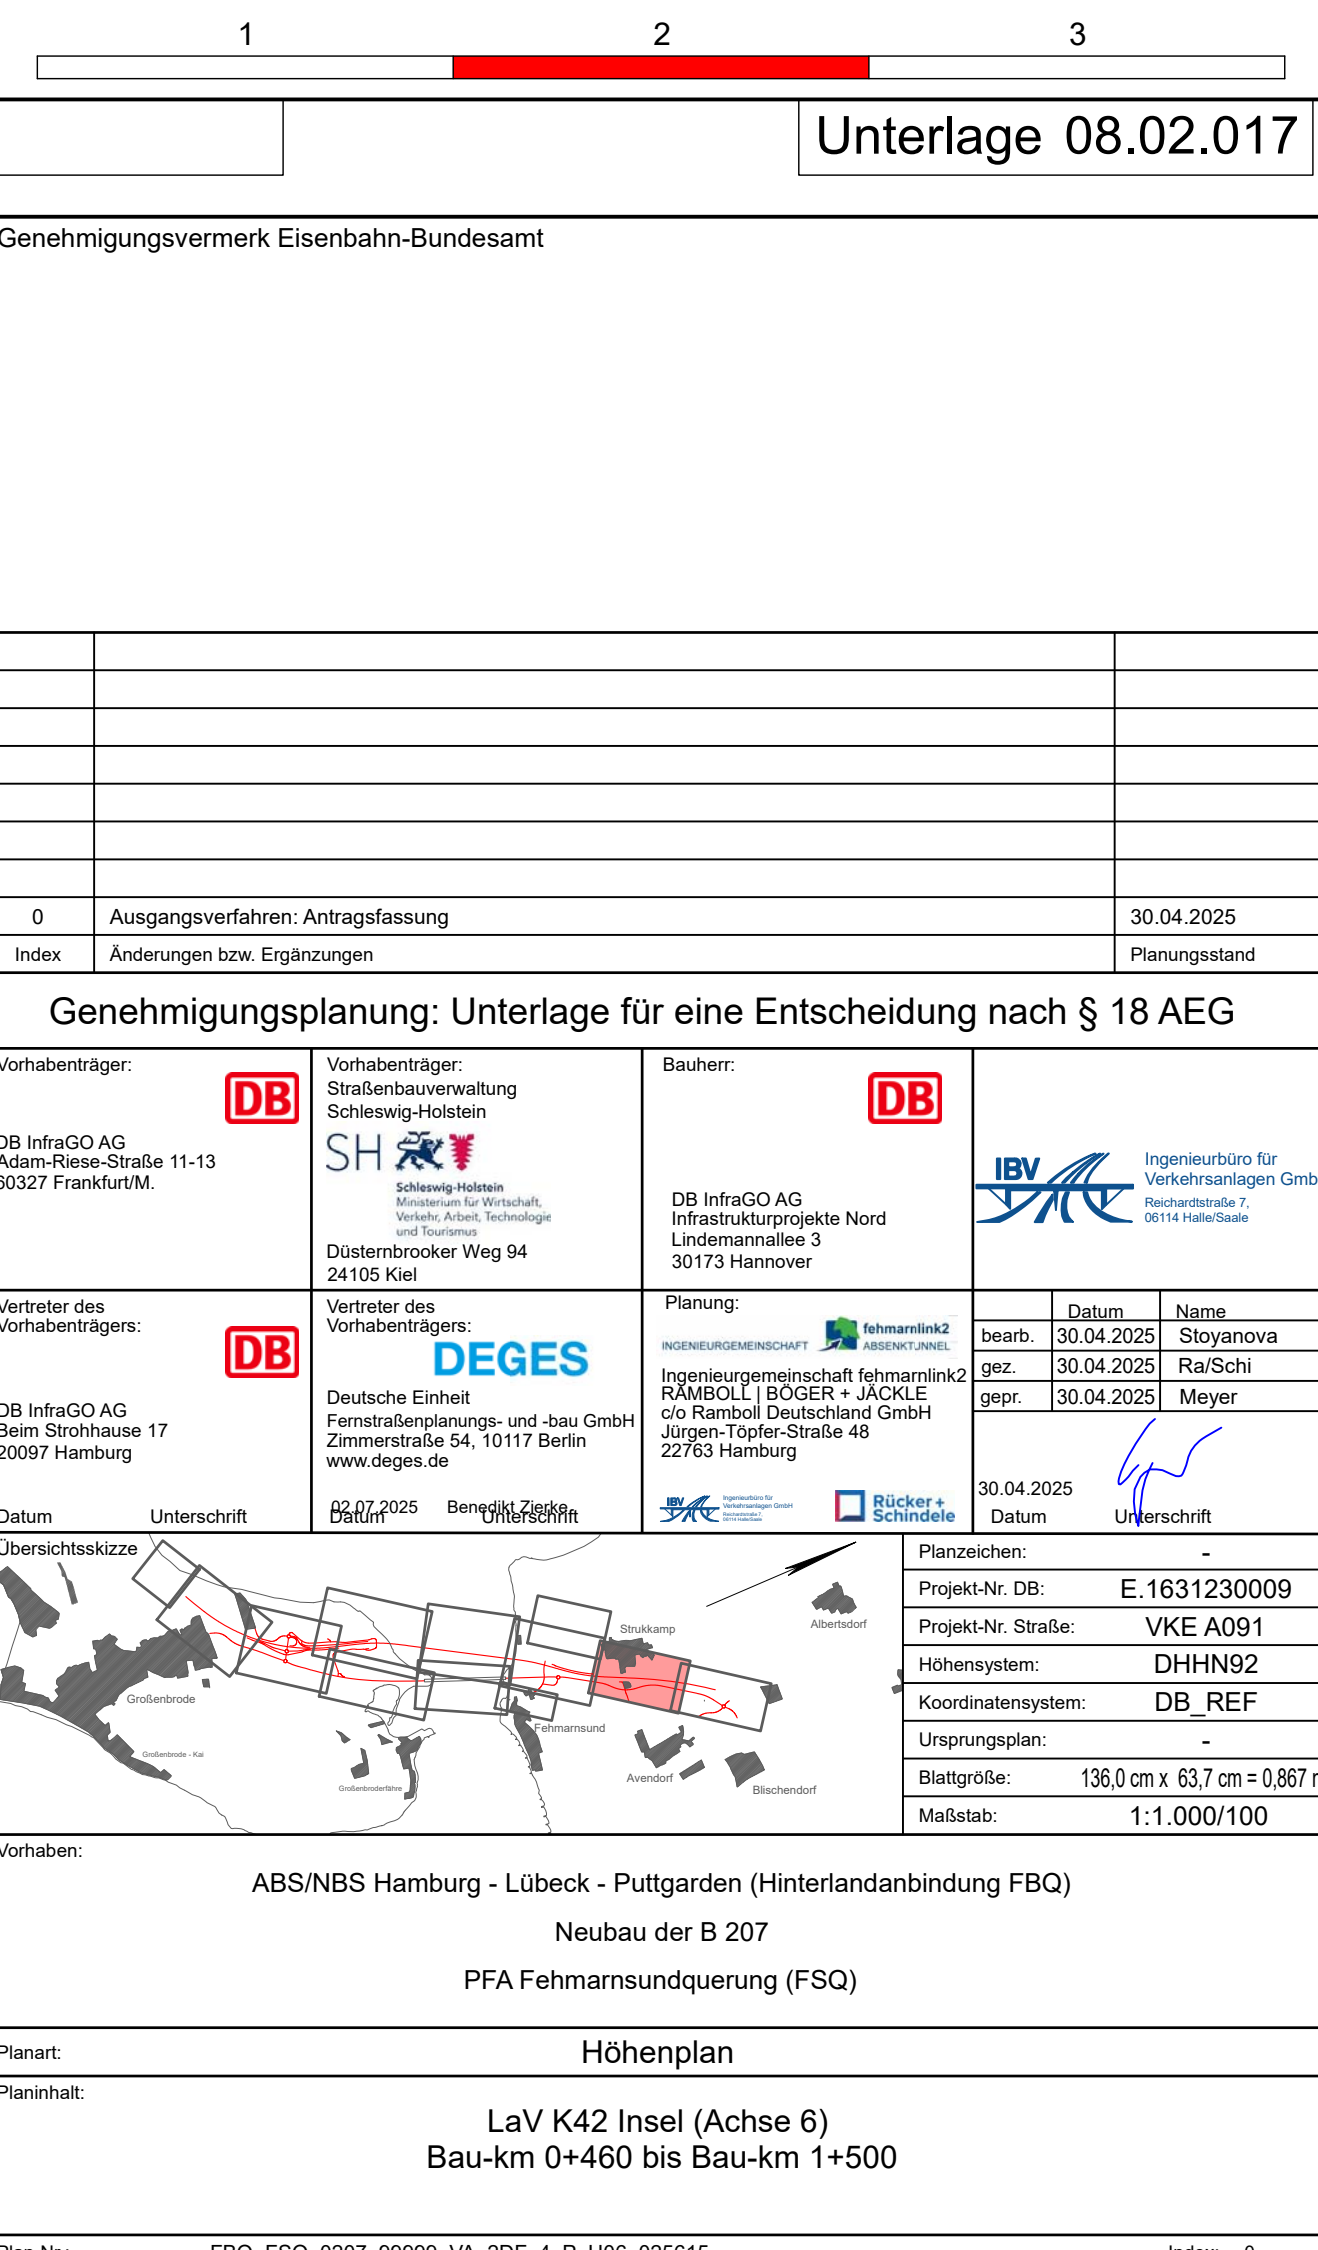 1 2 3
Unterlage 08.02.017
Genehmigungsvermerk Eisenbahn-Bundesamt
0 Ausgangsverfahren: Antragsfassung 30.04.2025
Index Änderungen bzw. Ergänzungen Planungsstand
Genehmigungsplanung: Unterlage für eine Entscheidung nach § 18 AEG
Vorhabenträger:
DB
DB InfraGO AG
Adam-Riese-Straße 11-13
60327 Frankfurt/M.
Vorhabenträger:
Straßenbauverwaltung
Schleswig-Holstein
SH
Schleswig-Holstein
Ministerium für Wirtschaft,
Verkehr, Arbeit, Technologie
und Tourismus
Düsternbrooker Weg 94
24105 Kiel
Bauherr:
DB
DB InfraGO AG
Infrastrukturprojekte Nord
Lindemannallee 3
30173 Hannover
IBV
Ingenieurbüro für
Verkehrsanlagen Gmb
Reichardtstraße 7,
06114 Halle/Saale
Vertreter des
Vorhabenträgers:
DB
DB InfraGO AG
Beim Strohhause 17
20097 Hamburg
Datum Unterschrift
Vertreter des
Vorhabenträgers:
DEGES
Deutsche Einheit
Fernstraßenplanungs- und -bau GmbH
Zimmerstraße 54, 10117 Berlin
www.deges.de
02.07.2025 Benedikt Zierke
Datum Unterschrift
Planung:
INGENIEURGEMEINSCHAFT
fehmarnlink2
ABSENKTUNNEL
Ingenieurgemeinschaft fehmarnlink2
RAMBOLL | BÖGER + JÄCKLE
c/o Ramboll Deutschland GmbH
Jürgen-Töpfer-Straße 48
22763 Hamburg
IBV
Ingenieurbüro für
Verkehrsanlagen GmbH
Reichardtstraße 7,
06114 Halle/Saale
Rücker +
Schindele
Datum Name
bearb. 30.04.2025 Stoyanova
gez. 30.04.2025 Ra/Schi
gepr. 30.04.2025 Meyer
30.04.2025
Datum Unterschrift
Übersichtsskizze
Strukkamp
Albertsdorf
Großenbrode
Fehmarnsund
Großenbrode - Kai
Großenbroderfähre
Avendorf
Blischendorf
Planzeichen: -
Projekt-Nr. DB: E.1631230009
Projekt-Nr. Straße: VKE A091
Höhensystem: DHHN92
Koordinatensystem: DB_REF
Ursprungsplan: -
Blattgröße: 136,0 cm x 63,7 cm = 0,867 m
Maßstab: 1:1.000/100
Vorhaben:
ABS/NBS Hamburg - Lübeck - Puttgarden (Hinterlandanbindung FBQ)
Neubau der B 207
PFA Fehmarnsundquerung (FSQ)
Planart: Höhenplan
Planinhalt:
LaV K42 Insel (Achse 6)
Bau-km 0+460 bis Bau-km 1+500